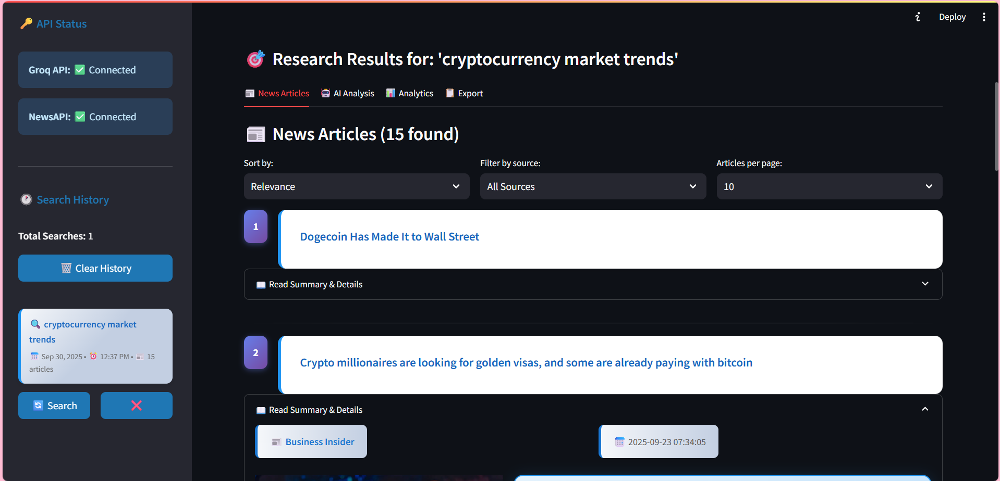 API Status
Groq API: ✅ Connected
NewsAPI: ✅ Connected
Search History
Total Searches: 1
Clear History
cryptocurrency market
trends
Sep 30, 2025 • 12:37 PM • 15
articles
Search
Deploy
Research Results for: 'cryptocurrency market trends'
News Articles
AI Analysis
Analytics
Export
News Articles (15 found)
Sort by:
Relevance
Filter by source:
All Sources
Articles per page:
10
1
Dogecoin Has Made It to Wall Street
Read Summary & Details
2
Crypto millionaires are looking for golden visas, and some are already paying with bitcoin
Read Summary & Details
Business Insider
2025-09-23 07:34:05